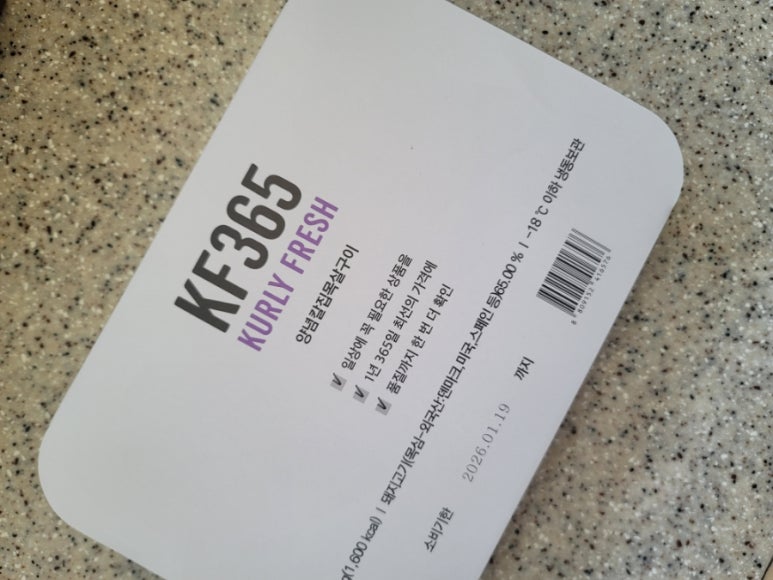 KF365
KURLY FRESH
양념칼집목살구이
일상에 꼭 필요한 상품을
1년 365일 최선의 가격에
품질까지 한 번 더 확인
(1,600 kcal) I 돼지고기(목심-외국산:덴마크,미국,스페인 등)65.00 % I -18 ℃ 이하 냉동보관
소비기한 2026.01.19 까지